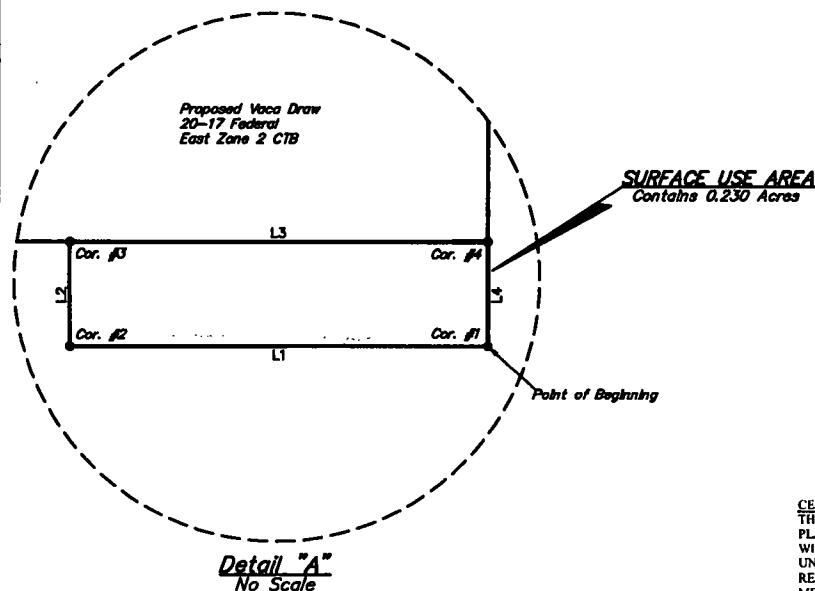 Proposed Vaca Draw
20-17 Federal
East Zone 2 CTB
SURFACE USE AREA
Contains 0.230 Acres
L3
Cor. #3
Cor. #4
L2
L4
Cor. #2
Cor. #1
L1
Point of Beginning
Detail "A"
No Scale
CE
TH
PL
WI
UN
RE